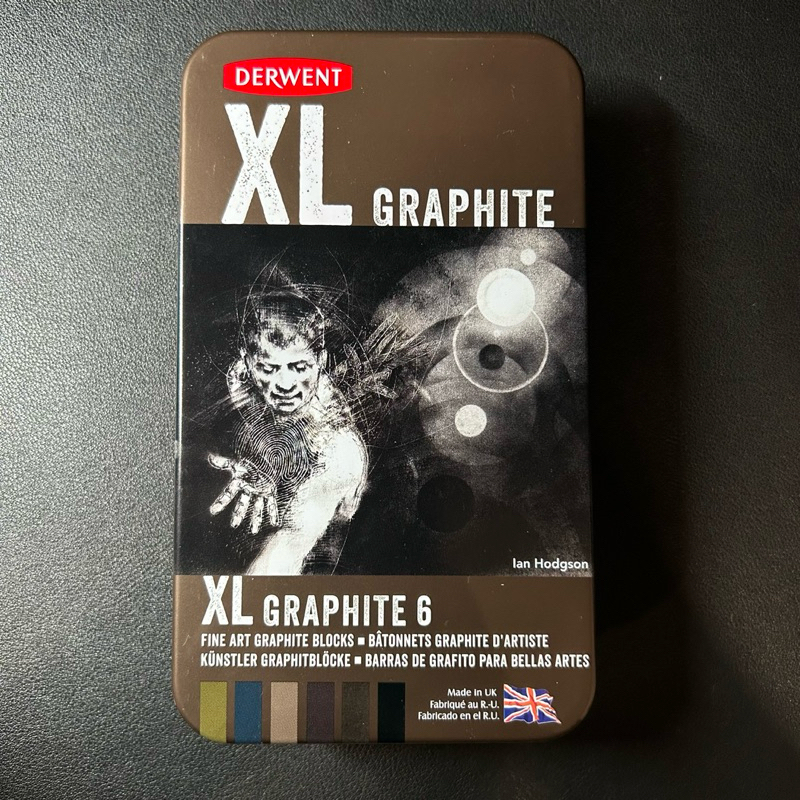 DERWENT
XL GRAPHITE
Ian Hodgson
XL GRAPHITE 6
FINE ART GRAPHITE BLOCKS ▪ BÂTONNETS GRAPHITE D'ARTISTE
KÜNSTLER GRAPHITBLÖCKE ▪ BARRAS DE GRAFITO PARA BELLAS ARTES
Made in UK
Fabriqué au R.-U.
Fabricado en el R.U.